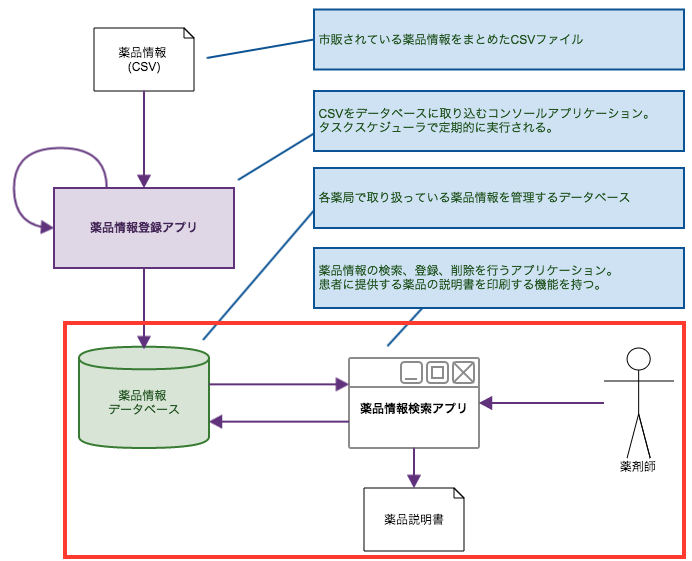 薬品情報
(CSV)
市販されている薬品情報をまとめたCSVファイル
CSVをデータベースに取り込むコンソールアプリケーション。
タスクスケジューラで定期的に実行される。
薬品情報登録アプリ
各薬局で取り扱っている薬品情報を管理するデータベース
薬品情報の検索、登録、削除を行うアプリケーション。
患者に提供する薬品の説明書を印刷する機能を持つ。
薬品情報
データベース
薬品情報検索アプリ
薬剤師
薬品説明書